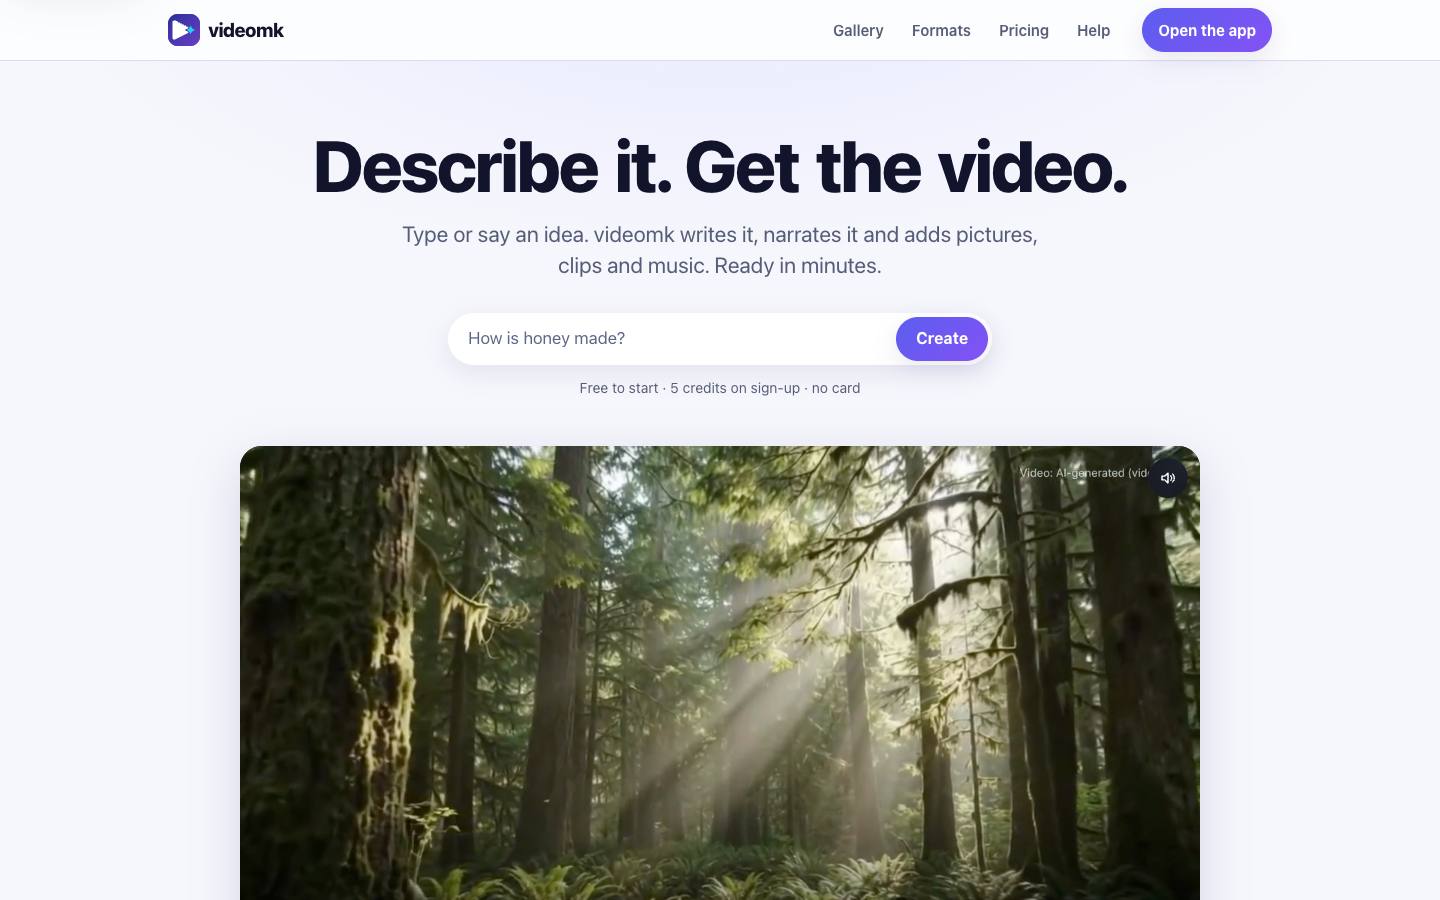 videomk
Gallery
Formats
Pricing
Help
Open the app
Describe it. Get the video.
Type or say an idea. videomk writes it, narrates it and adds pictures,
clips and music. Ready in minutes.
How is honey made?
Create
Free to start · 5 credits on sign-up · no card
Video: AI-generated